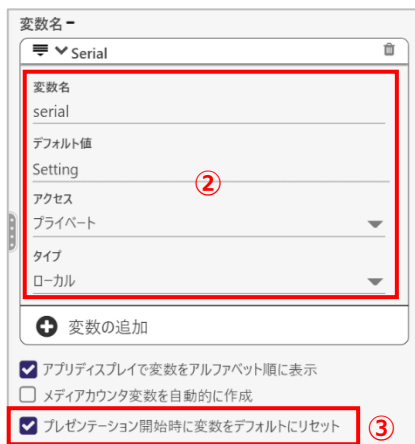 変数名 -
Serial
変数名
serial
デフォルト値
Setting
②
アクセス
プライベート
タイプ
ローカル
変数の追加
アプリディスプレイで変数をアルファベット順に表示
メディアカウンタ変数を自動的に作成
プレゼンテーション開始時に変数をデフォルトにリセット ③